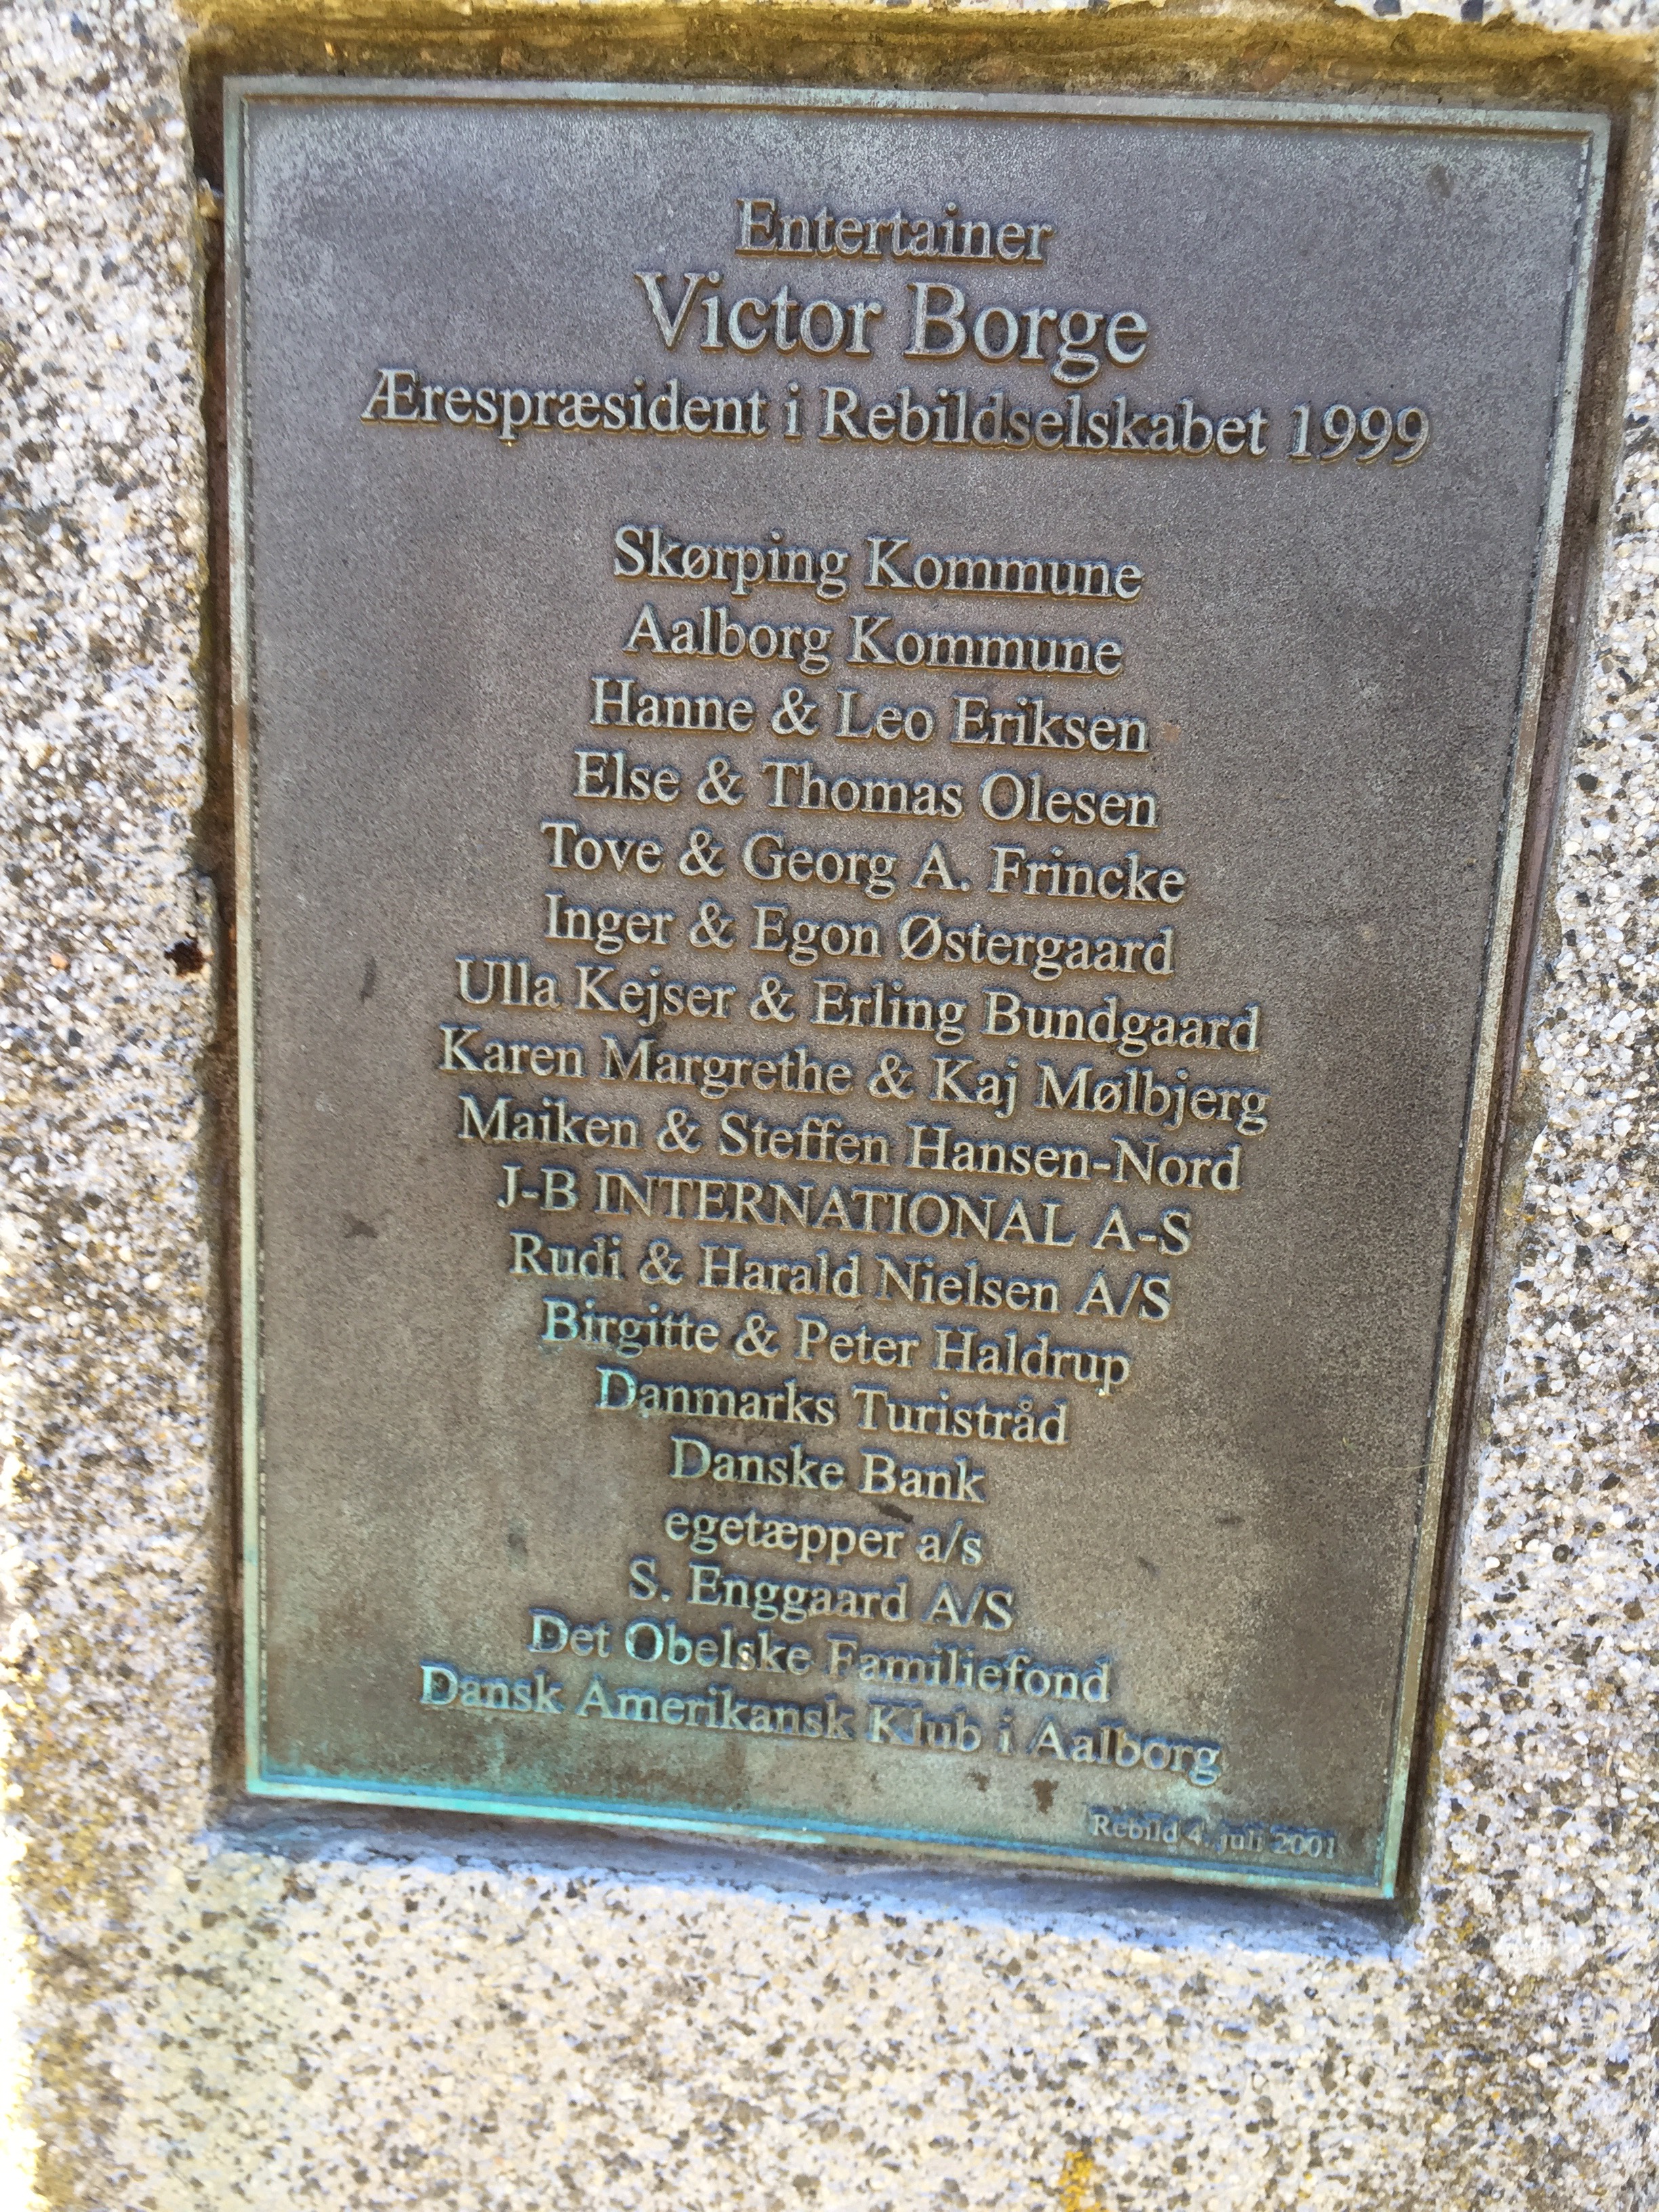 Entertainer
Victor Borge
Ærespræsident i Rebildselskabet 1999
Skørping Kommune
Aalborg Kommune
Hanne & Leo Eriksen
Else & Thomas Olesen
Tove & Georg A. Frincke
Inger & Egon Østergaard
Ulla Kejser & Erling Bundgaard
Karen Margrethe & Kaj Mølbjerg
Maiken & Steffen Hansen-Nord
J-B INTERNATIONAL A-S
Rudi & Harald Nielsen A/S
Birgitte & Peter Haldrup
Danmarks Turistråd
Danske Bank
egetæpper a/s
S. Enggaard A/S
Det Obelske Familiefond
Dansk Amerikansk Klub i Aalborg
Rebild 4. juli 2001